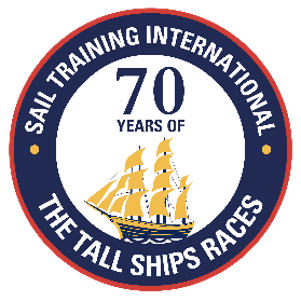 SAIL TRAINING INTERNATIONAL
70
YEARS OF
THE TALL SHIPS RACES